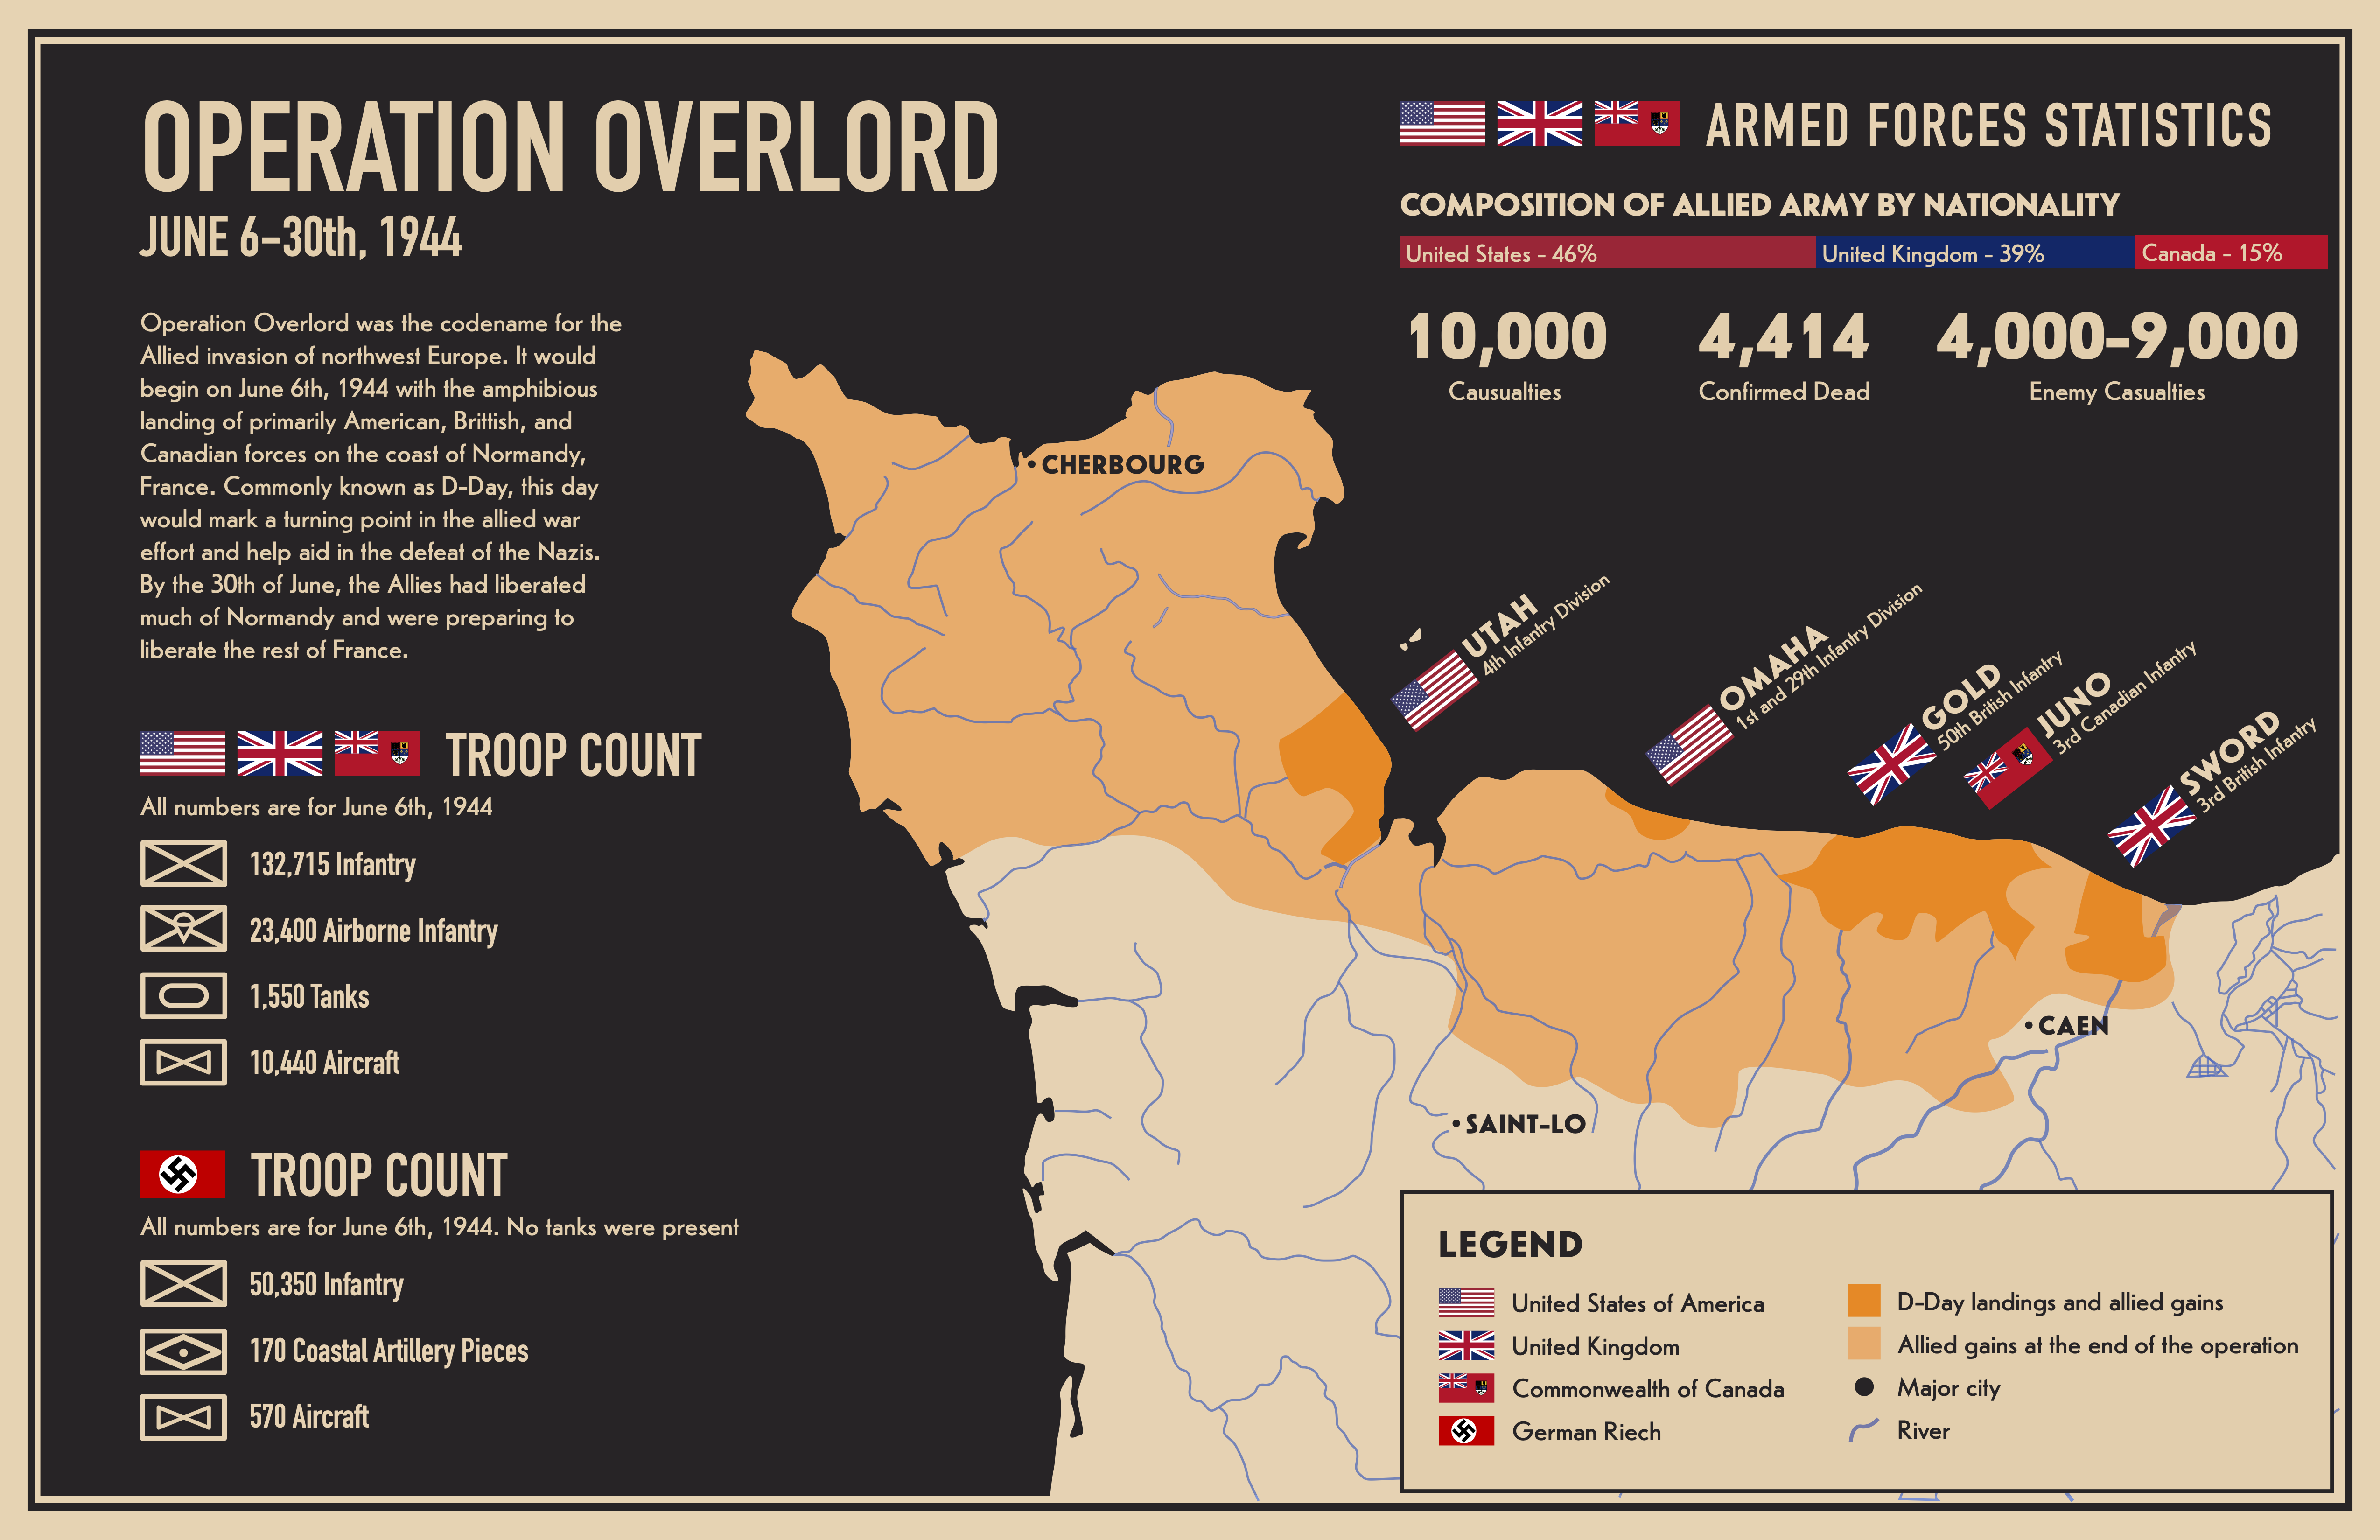 OPERATION OVERLORD
JUNE 6-30th, 1944
Operation Overlord was the codename for the
Allied invasion of northwest Europe. It would
begin on June 6th, 1944 with the amphibious
landing of primarily American, Brittish, and
Canadian forces on the coast of Normandy,
France. Commonly known as D-Day, this day
would mark a turning point in the allied war
effort and help aid in the defeat of the Nazis.
By the 30th of June, the Allies had liberated
much of Normandy and were preparing to
liberate the rest of France.
TROOP COUNT
All numbers are for June 6th, 1944
132,715 Infantry
23,400 Airborne Infantry
1,550 Tanks
10,440 Aircraft
TROOP COUNT
All numbers are for June 6th, 1944. No tanks were present
50,350 Infantry
170 Coastal Artillery Pieces
570 Aircraft
ARMED FORCES STATISTICS
COMPOSITION OF ALLIED ARMY BY NATIONALITY
United States - 46%
United Kingdom - 39%
Canada - 15%
10,000
Causualties
4,414
Confirmed Dead
4,000-9,000
Enemy Casualties
CHERBOURG
UTAH
4th Infantry Division
OMAHA
1st and 29th Infantry Division
GOLD
50th British Infantry
JUNO
3rd Canadian Infantry
SWORD
3rd British Infantry
CAEN
SAINT-LO
LEGEND
United States of America
United Kingdom
Commonwealth of Canada
German Riech
D-Day landings and allied gains
Allied gains at the end of the operation
Major city
River